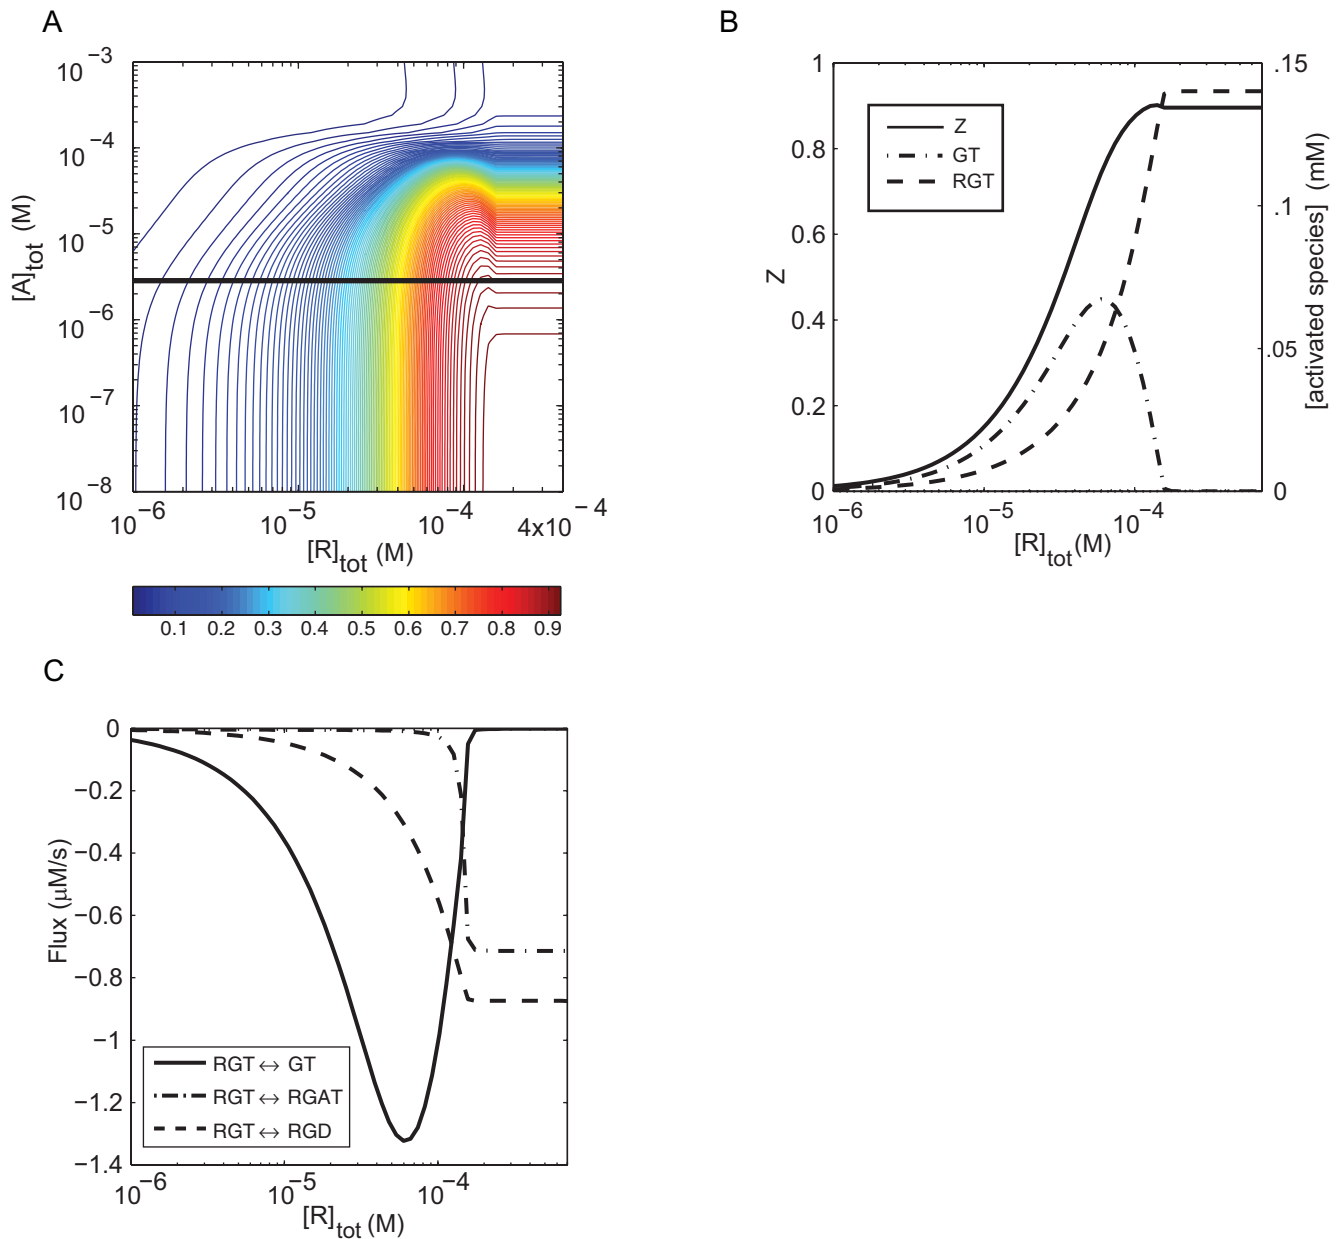 A
10^−3
10^−4
10^−5
10^−6
10^−7
10^−8
[A]tot (M)
10^−6
10^−5
10^−4
4x10^−4
[R]tot (M)
0.1 0.2 0.3 0.4 0.5 0.6 0.7 0.8 0.9
B
1
0.8
0.6
0.4
0.2
0
Z
Z
GT
RGT
.15
.1
.05
0
[activated species] (mM)
10^−6
10^−5
10^−4
[R]tot (M)
C
0
−0.2
−0.4
−0.6
−0.8
−1
−1.2
−1.4
Flux (μM/s)
RGT ↔ GT
RGT ↔ RGAT
RGT ↔ RGD
10^−6
10^−5
10^−4
[R]tot (M)